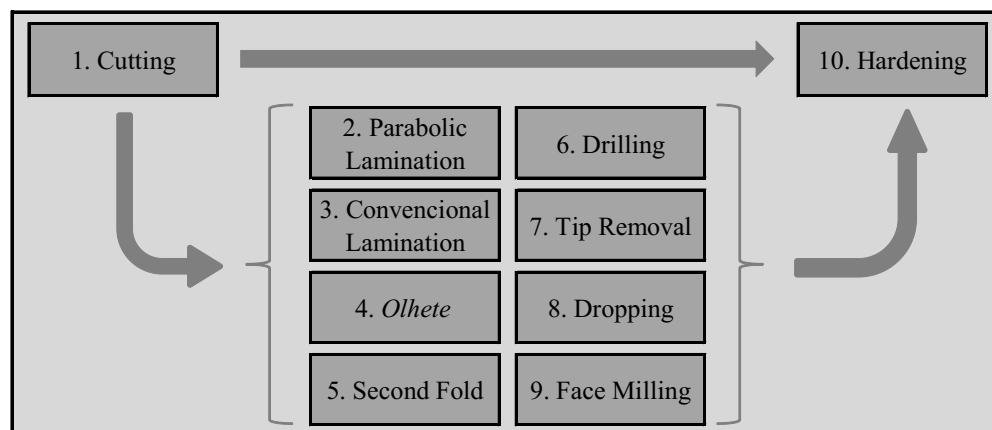 1. Cutting
10. Hardening
2. Parabolic
Lamination
6. Drilling
3. Convencional
Lamination
7. Tip Removal
4. Olhete
8. Dropping
5. Second Fold
9. Face Milling